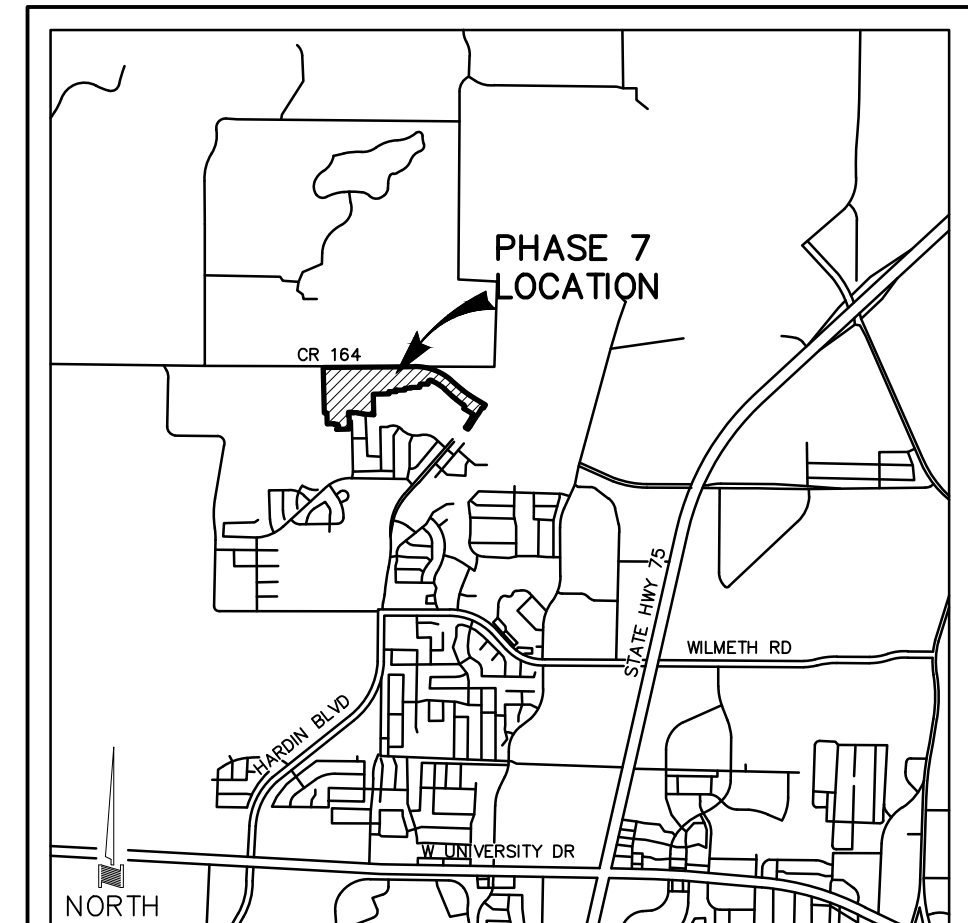 PHASE 7
LOCATION
CR 164
STATE HWY 75
WILMETH RD
HARDIN BLVD
W UNIVERSITY DR
NORTH